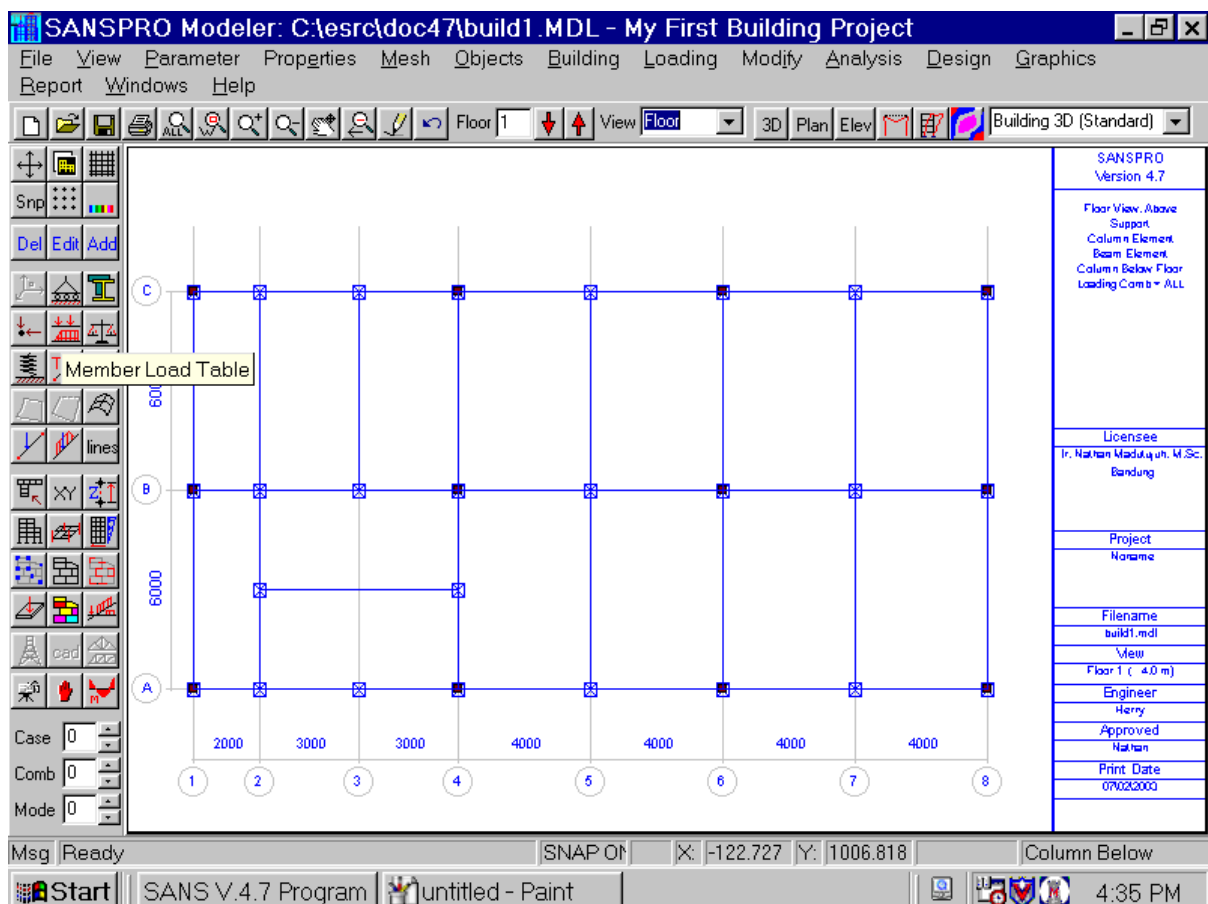 SANSPRO Modeler: C:\esrc\doc47\build1.MDL - My First Building Project
File View Parameter Properties Mesh Objects Building Loading Modify Analysis Design Graphics
Report Windows Help
ALL Floor 1 View Floor 3D Plan Elev Building 3D (Standard)
Snp
Del Edit Add
Member Load Table
lines
XY Z
cad
M
Case 0
Comb 0
Mode 0
C
B
6000
A
2000 3000 3000 4000 4000 4000 4000
1 2 3 4 5 6 7 8
SANSPRO
Version 4.7
Floor View. Above
Support
Column Element
Beam Element
Column Below Floor
Loading Comb = ALL
Licensee
Ir. Nathan Madutujuh. M.Sc.
Bandung
Project
Noname
Filename
build1.mdl
View
Floor 1 ( 4.0 m)
Engineer
Herry
Approved
Nathan
Print Date
Msg Ready SNAP X: -122.727 Y: 1006.818 Column Below
Start SANS V.4.7 Program untitled - Paint 4:35 PM